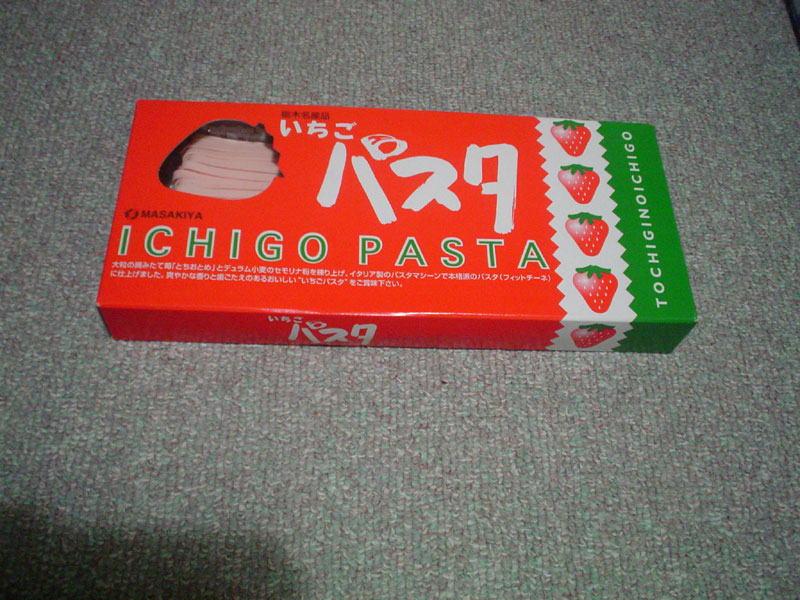 栃木名産品
いちご
パスタ
MASAKIYA
ICHIGO PASTA
大粒の摘みたて苺「とちおとめ」とデュラム小麦のセモリナ粉を練り上げ、イタリア製のパスタマシーンで本格派のパスタ(フィットチーネ)
に仕上げました。爽やかな香りと歯ごたえのあるおいしい"いちごパスタ"をご賞味下さい。
TOCHIGINOICHIGO
いちご
パスタ